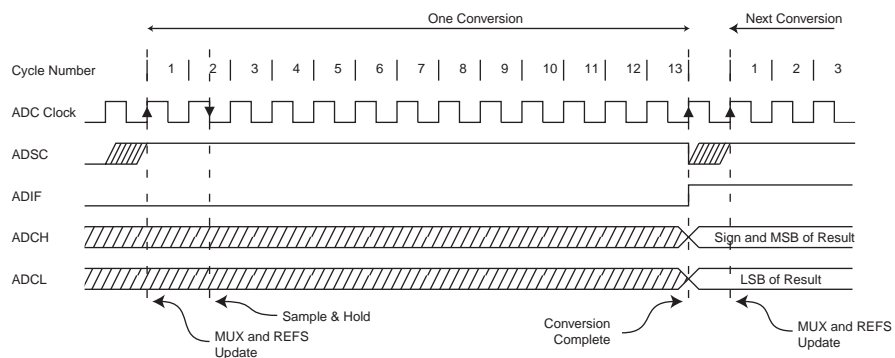 One Conversion
Next Conversion
Cycle Number 1 2 3 4 5 6 7 8 9 10 11 12 13 1 2 3
ADC Clock
ADSC
ADIF
ADCH
Sign and MSB of Result
ADCL
LSB of Result
Sample & Hold
MUX and REFS
Update
Conversion
Complete
MUX and REFS
Update